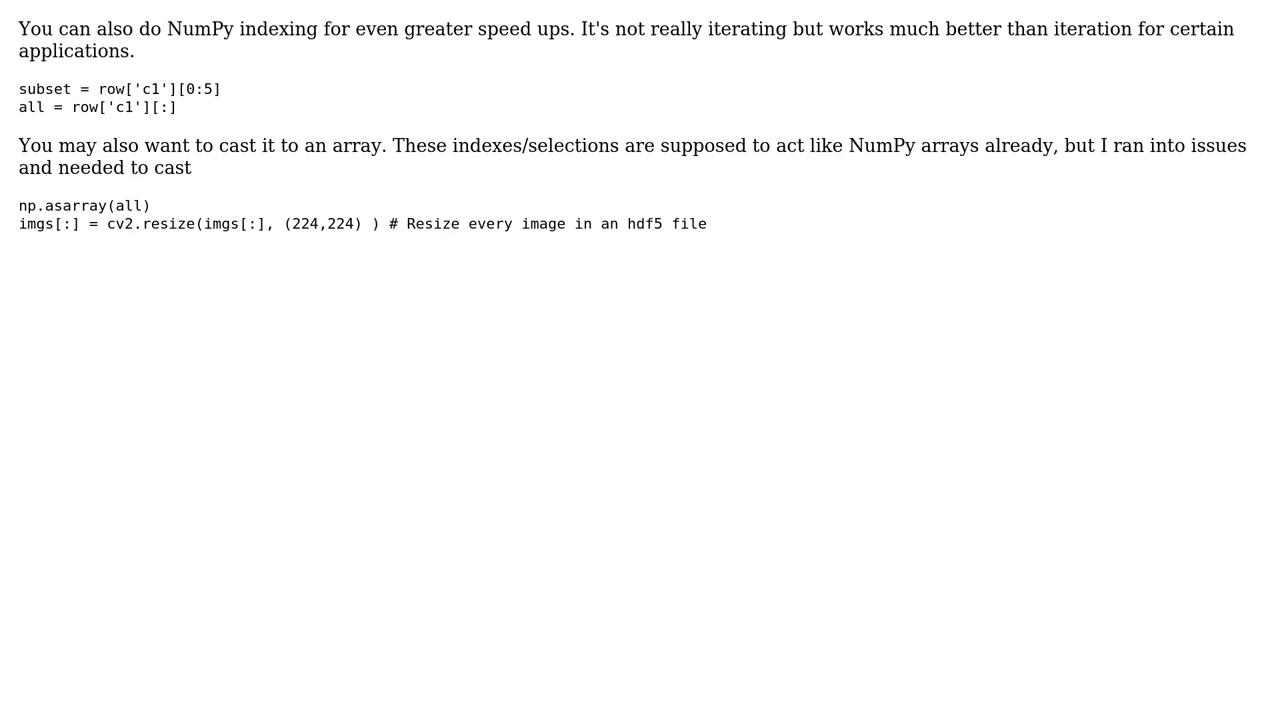 You can also do NumPy indexing for even greater speed ups. It's not really iterating but works much better than iteration for certain
applications.
subset = row['c1'][0:5]
all = row['c1'][:]
You may also want to cast it to an array. These indexes/selections are supposed to act like NumPy arrays already, but I ran into issues
and needed to cast
np.asarray(all)
imgs[:] = cv2.resize(imgs[:], (224,224) ) # Resize every image in an hdf5 file